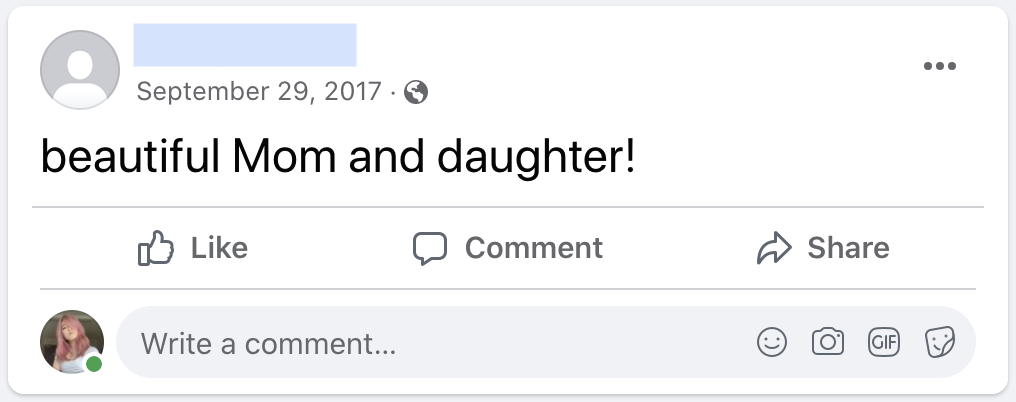 September 29, 2017 ·
beautiful Mom and daughter!
Like Comment Share
Write a comment...
GIF